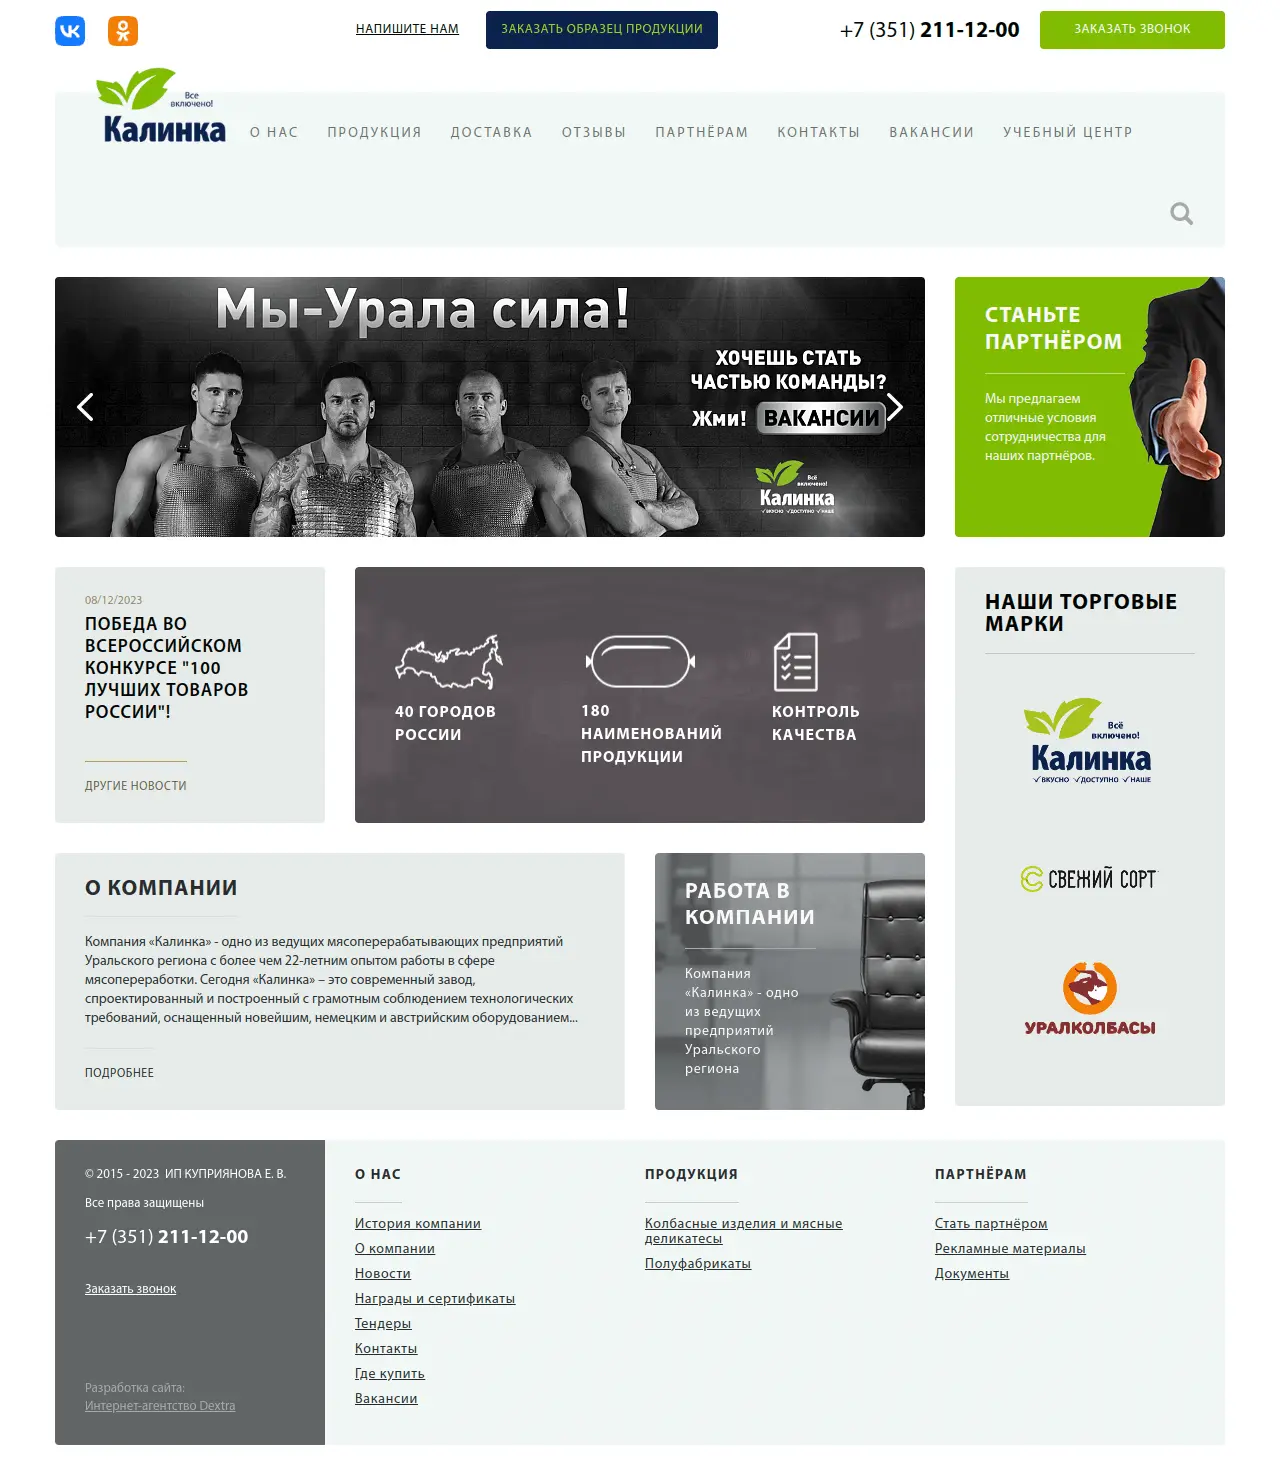 НАПИШИТЕ НАМ
ЗАКАЗАТЬ ОБРАЗЕЦ ПРОДУКЦИИ
+7 (351) 211-12-00
ЗАКАЗАТЬ ЗВОНОК
Все
включено!
Калинка
О НАС
ПРОДУКЦИЯ
ДОСТАВКА
ОТЗЫВЫ
ПАРТНЁРАМ
КОНТАКТЫ
ВАКАНСИИ
УЧЕБНЫЙ ЦЕНТР
Мы-Урала сила!
ХОЧЕШЬ СТАТЬ
ЧАСТЬЮ КОМАНДЫ?
Жми! ВАКАНСИИ
Всё
включено!
Калинка
ВКУСНО ДОСТУПНО НАШЕ
СТАНЬТЕ
ПАРТНЁРОМ
Мы предлагаем
отличные условия
сотрудничества для
наших партнёров.
08/12/2023
ПОБЕДА ВО
ВСЕРОССИЙСКОМ
КОНКУРСЕ "100
ЛУЧШИХ ТОВАРОВ
РОССИИ"!
ДРУГИЕ НОВОСТИ
40 ГОРОДОВ
РОССИИ
180
НАИМЕНОВАНИЙ
ПРОДУКЦИИ
КОНТРОЛЬ
КАЧЕСТВА
НАШИ ТОРГОВЫЕ
МАРКИ
Всё
включено!
Калинка
ВКУСНО ДОСТУПНО НАШЕ
СВЕЖИЙ СОРТ
УРАЛКОЛБАСЫ
О КОМПАНИИ
Компания «Калинка» - одно из ведущих мясоперерабатывающих предприятий
Уральского региона с более чем 22-летним опытом работы в сфере
мясопереработки. Сегодня «Калинка» – это современный завод,
спроектированный и построенный с грамотным соблюдением технологических
требований, оснащенный новейшим, немецким и австрийским оборудованием...
ПОДРОБНЕЕ
РАБОТА В
КОМПАНИИ
Компания
«Калинка» - одно
из ведущих
предприятий
Уральского
региона
© 2015 - 2023 ИП КУПРИЯНОВА Е. В.
Все права защищены
+7 (351) 211-12-00
Заказать звонок
Разработка сайта:
Интернет-агентство Dextra
О НАС
История компании
О компании
Новости
Награды и сертификаты
Тендеры
Контакты
Где купить
Вакансии
ПРОДУКЦИЯ
Колбасные изделия и мясные
деликатесы
Полуфабрикаты
ПАРТНЁРАМ
Стать партнёром
Рекламные материалы
Документы